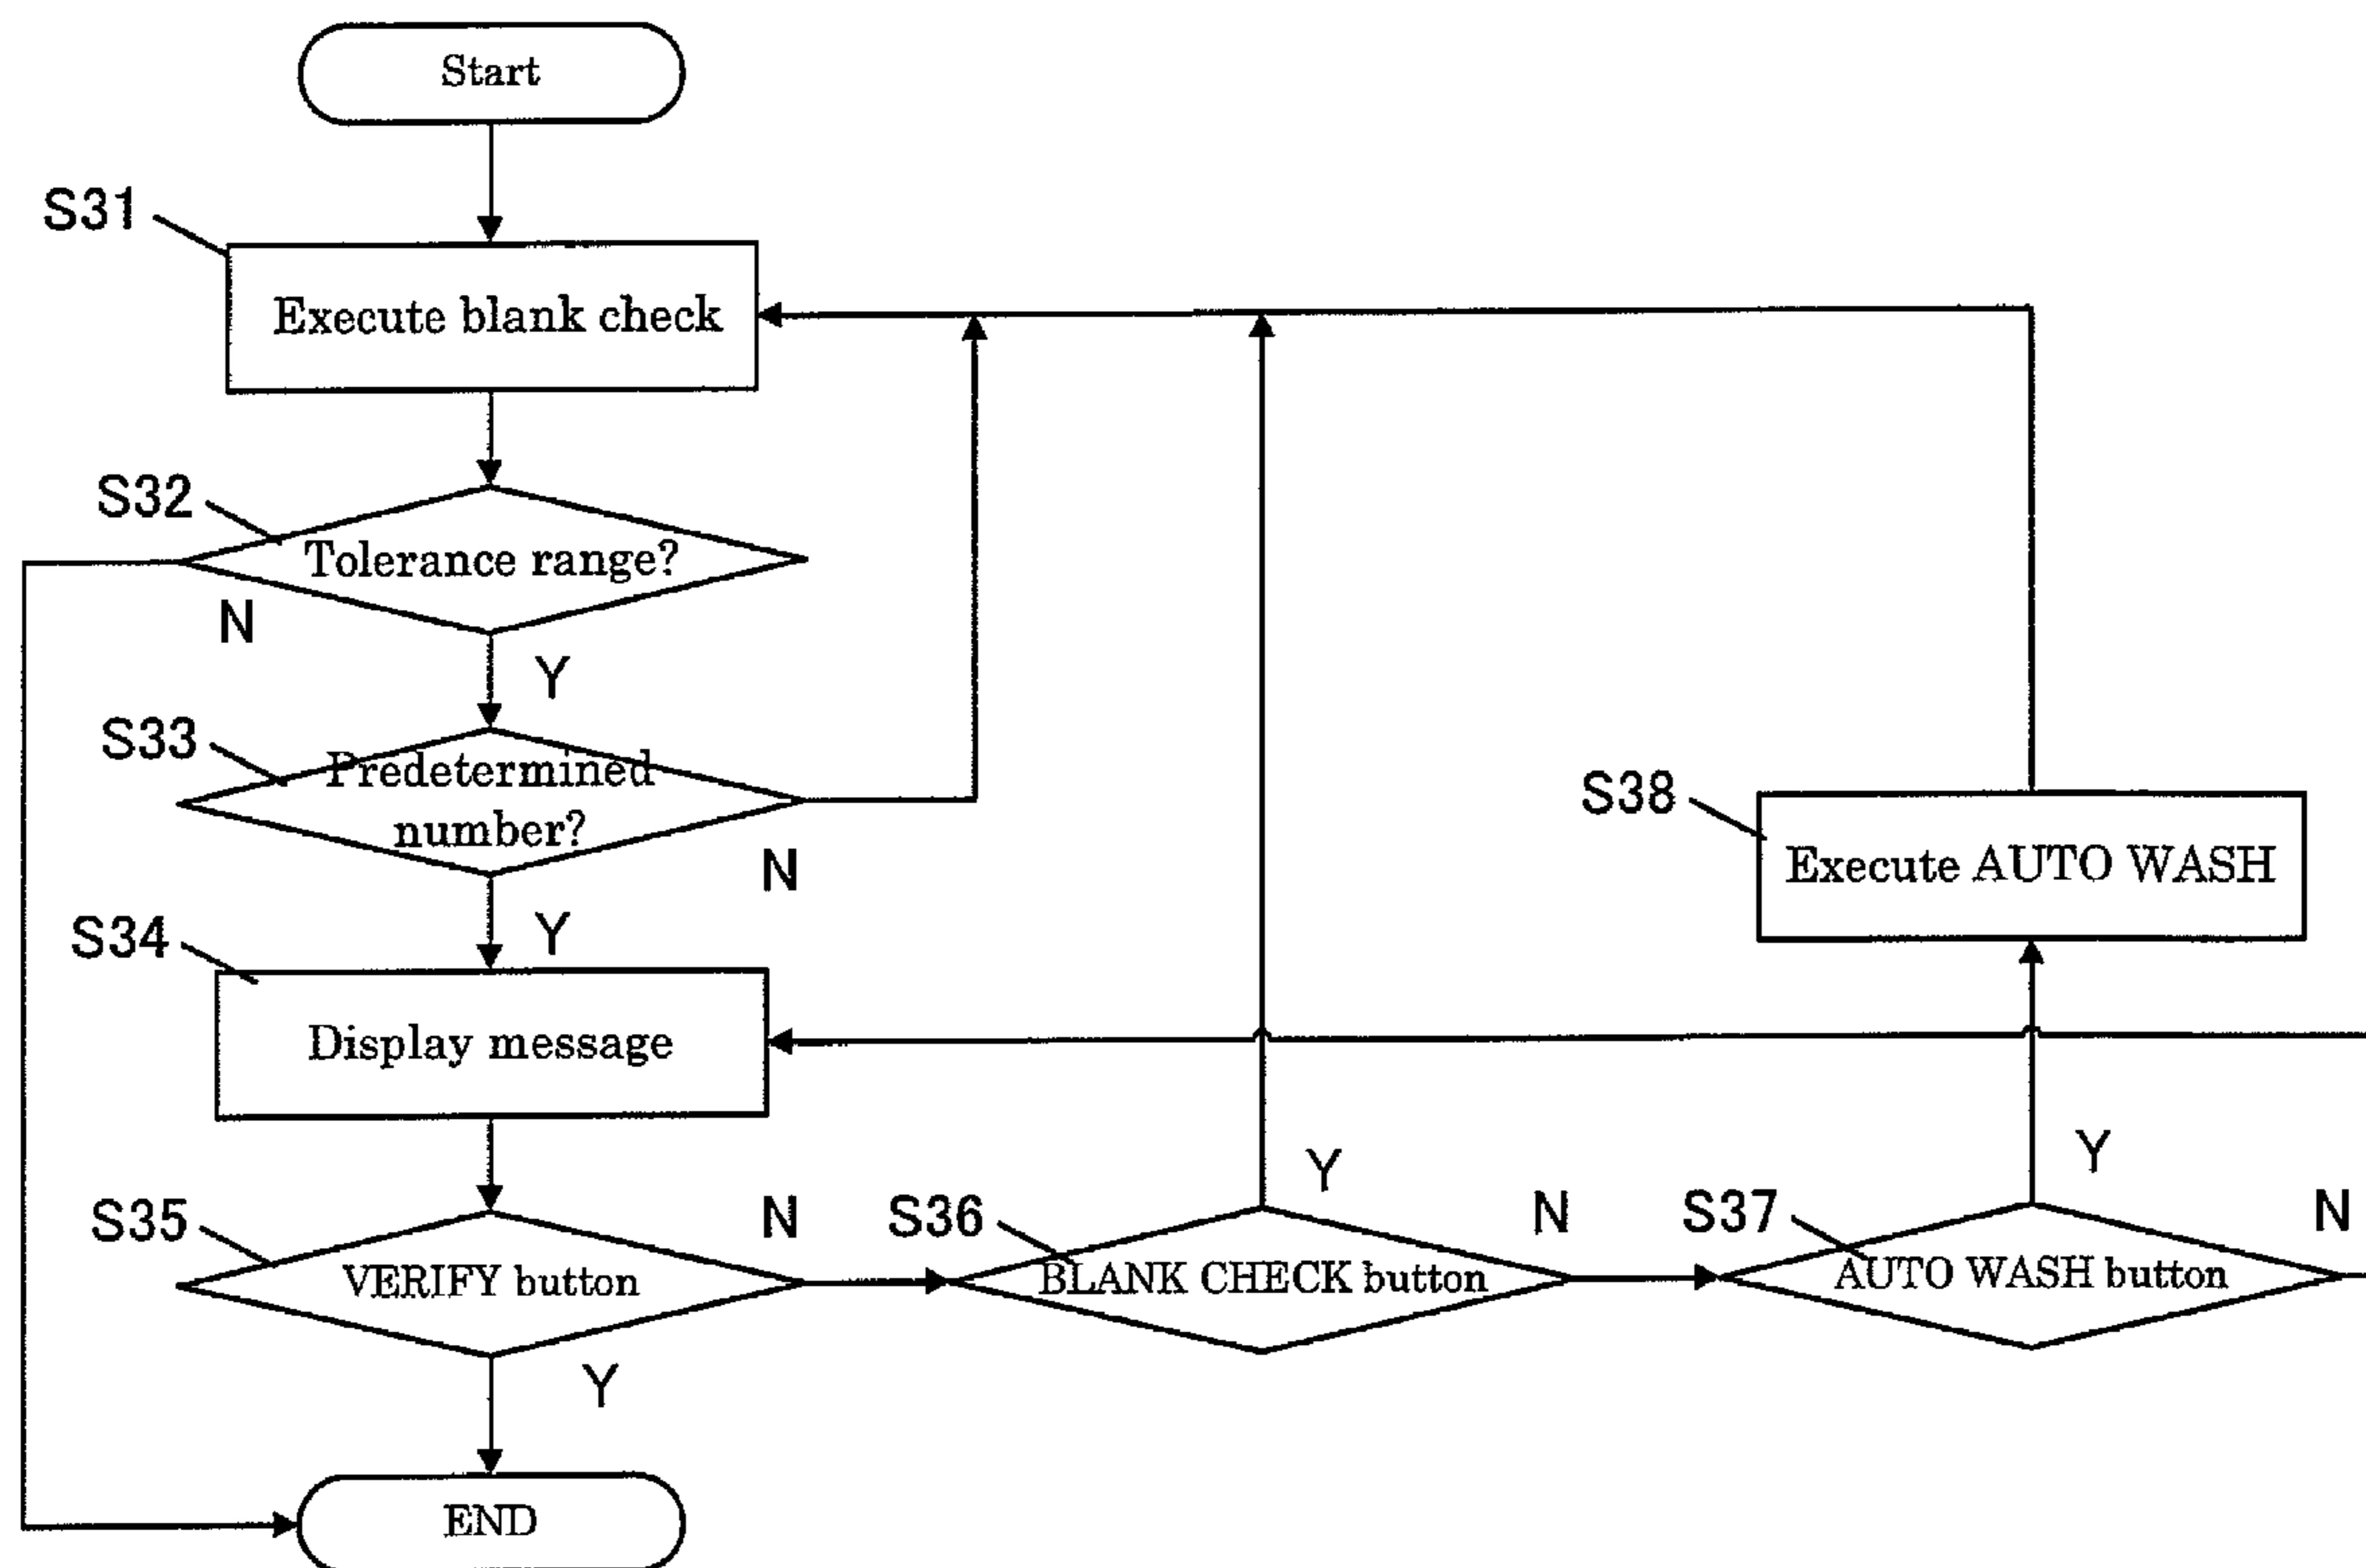 Start
S31
Execute blank check
S32
Tolerance range?
N
Y
S33
Predetermined
number?
N
Y
S38
Execute AUTO WASH
S34
Display message
S35
VERIFY button
N
Y
S36
BLANK CHECK button
Y
N
S37
AUTO WASH button
Y
N
END